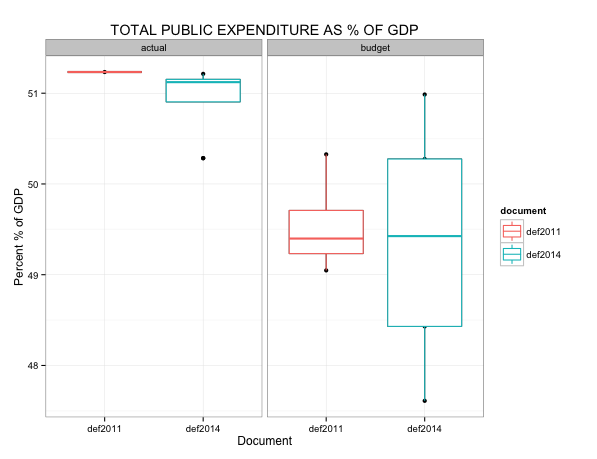 TOTAL PUBLIC EXPENDITURE AS % OF GDP
actual
budget
51
50
49
48
Percent % of GDP
def2011
def2014
def2011
def2014
Document
document
def2011
def2014